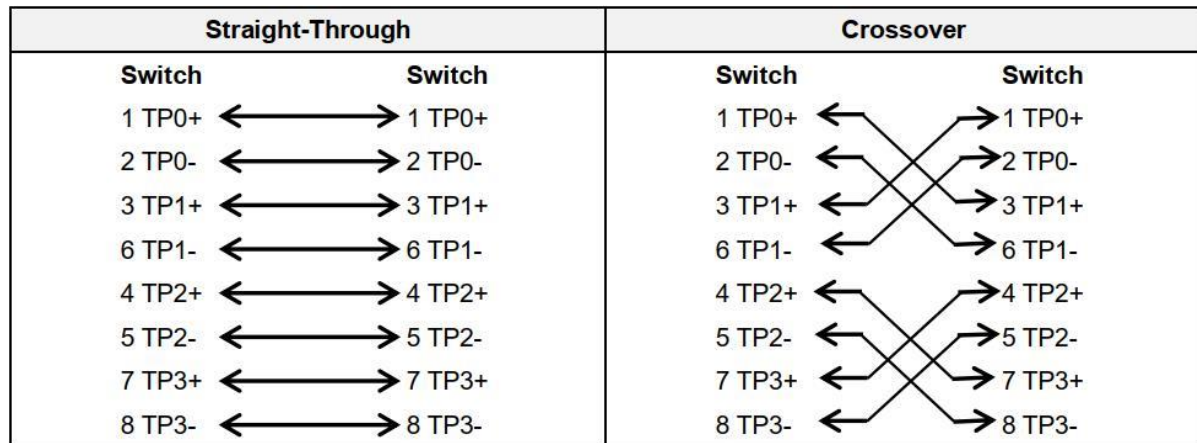 Straight-Through Crossover
Switch Switch Switch Switch
1 TP0+ 1 TP0+ 1 TP0+ 1 TP0+
2 TP0- 2 TP0- 2 TP0- 2 TP0-
3 TP1+ 3 TP1+ 3 TP1+ 3 TP1+
6 TP1- 6 TP1- 6 TP1- 6 TP1-
4 TP2+ 4 TP2+ 4 TP2+ 4 TP2+
5 TP2- 5 TP2- 5 TP2- 5 TP2-
7 TP3+ 7 TP3+ 7 TP3+ 7 TP3+
8 TP3- 8 TP3- 8 TP3- 8 TP3-